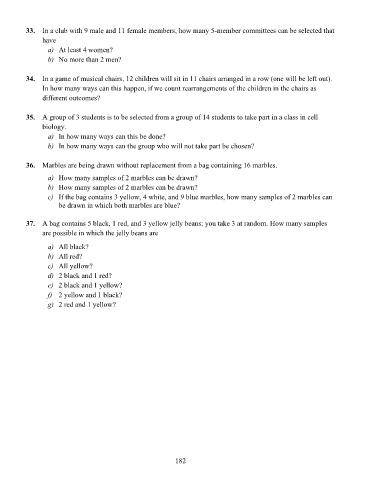 33. In a club with 9 male and 11 female members, how many 5-member committees can be selected that
have
a) At least 4 women?
b) No more than 2 men?
34. In a game of musical chairs, 12 children will sit in 11 chairs arranged in a row (one will be left out).
In how many ways can this happen, if we count rearrangements of the children in the chairs as
different outcomes?
35. A group of 3 students is to be selected from a group of 14 students to take part in a class in cell
biology.
a) In how many ways can this be done?
b) In how many ways can the group who will not take part be chosen?
36. Marbles are being drawn without replacement from a bag containing 16 marbles.
a) How many samples of 2 marbles can be drawn?
b) How many samples of 2 marbles can be drawn?
c) If the bag contains 3 yellow, 4 white, and 9 blue marbles, how many samples of 2 marbles can
be drawn in which both marbles are blue?
37. A bag contains 5 black, 1 red, and 3 yellow jelly beans; you take 3 at random. How many samples
are possible in which the jelly beans are
a) All black?
b) All red?
c) All yellow?
d) 2 black and 1 red?
e) 2 black and 1 yellow?
f) 2 yellow and 1 black?
g) 2 red and 1 yellow?
182